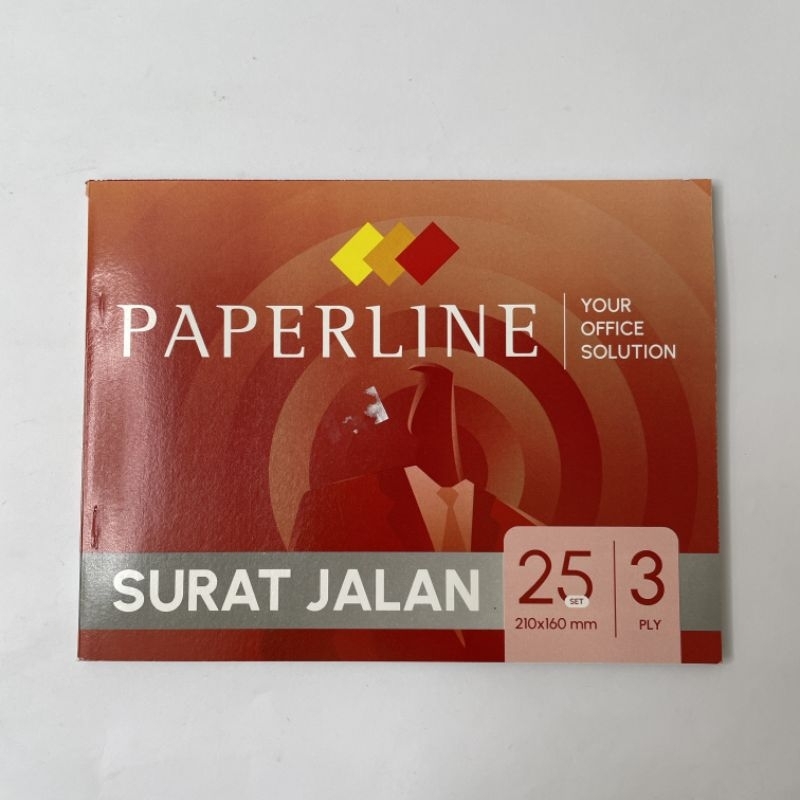 PAPERLINE
YOUR
OFFICE
SOLUTION
SURAT JALAN
25
SET
210x160 mm
3
PLY